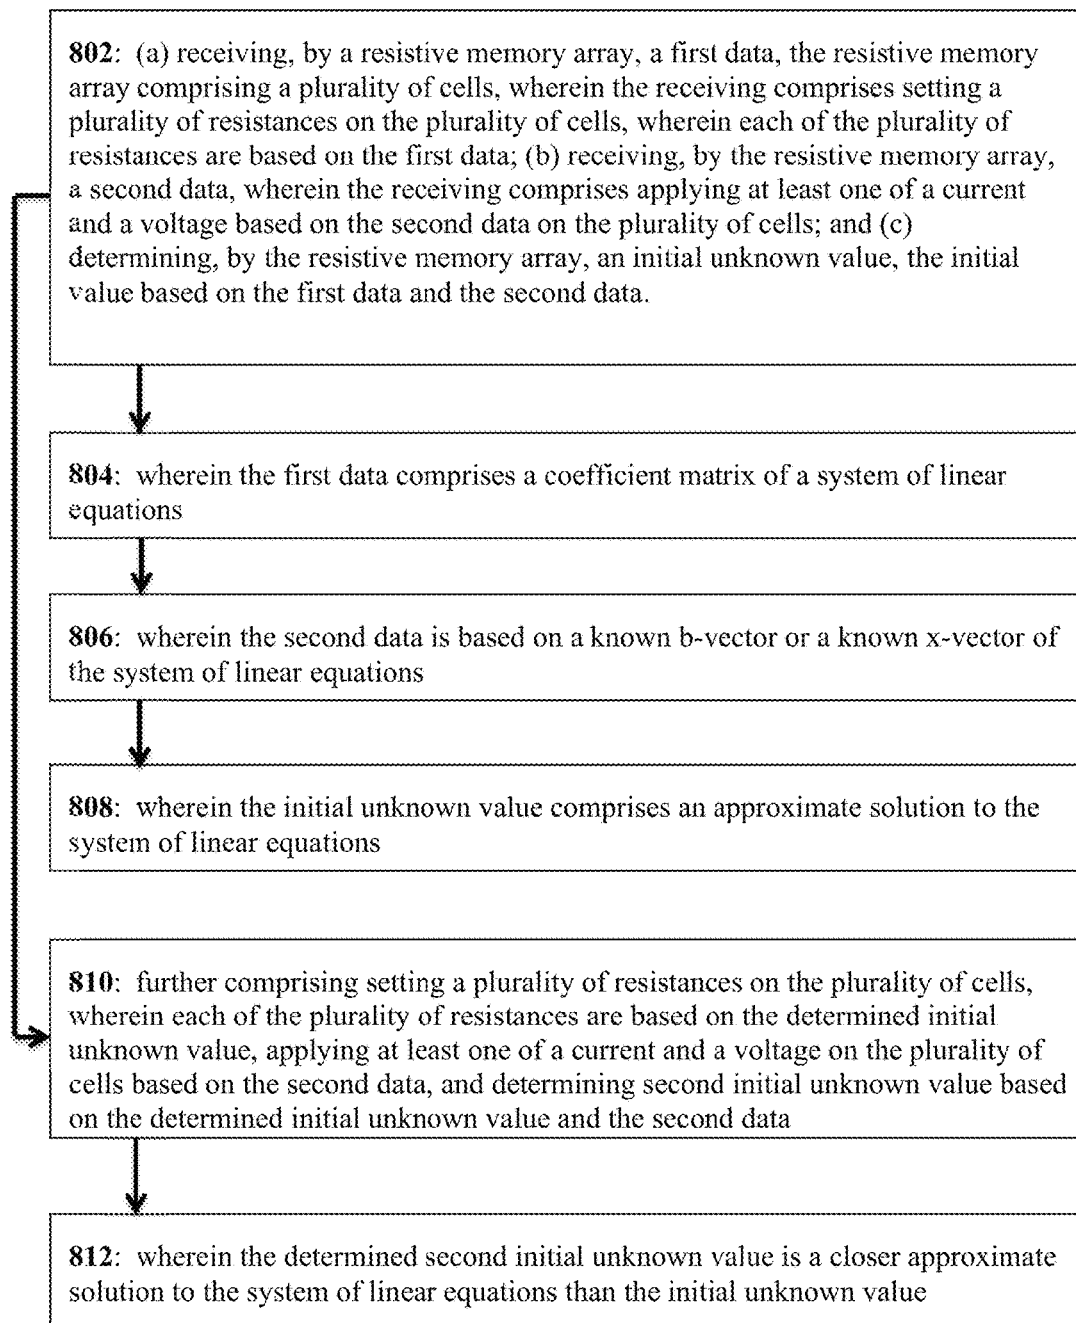 802: (a) receiving, by a resistive memory array, a first data, the resistive memory
array comprising a plurality of cells, wherein the receiving comprises setting a
plurality of resistances on the plurality of cells, wherein each of the plurality of
resistances are based on the first data; (b) receiving, by the resistive memory array,
a second data, wherein the receiving comprises applying at least one of a current
and a voltage based on the second data on the plurality of cells; and (c)
determining, by the resistive memory array, an initial unknown value, the initial
value based on the first data and the second data.
804: wherein the first data comprises a coefficient matrix of a system of linear
equations
806: wherein the second data is based on a known b-vector or a known x-vector of
the system of linear equations
808: wherein the initial unknown value comprises an approximate solution to the
system of linear equations
810: further comprising setting a plurality of resistances on the plurality of cells,
wherein each of the plurality of resistances are based on the determined initial
unknown value, applying at least one of a current and a voltage on the plurality of
cells based on the second data, and determining second initial unknown value based
on the determined initial unknown value and the second data
812: wherein the determined second initial unknown value is a closer approximate
solution to the system of linear equations than the initial unknown value